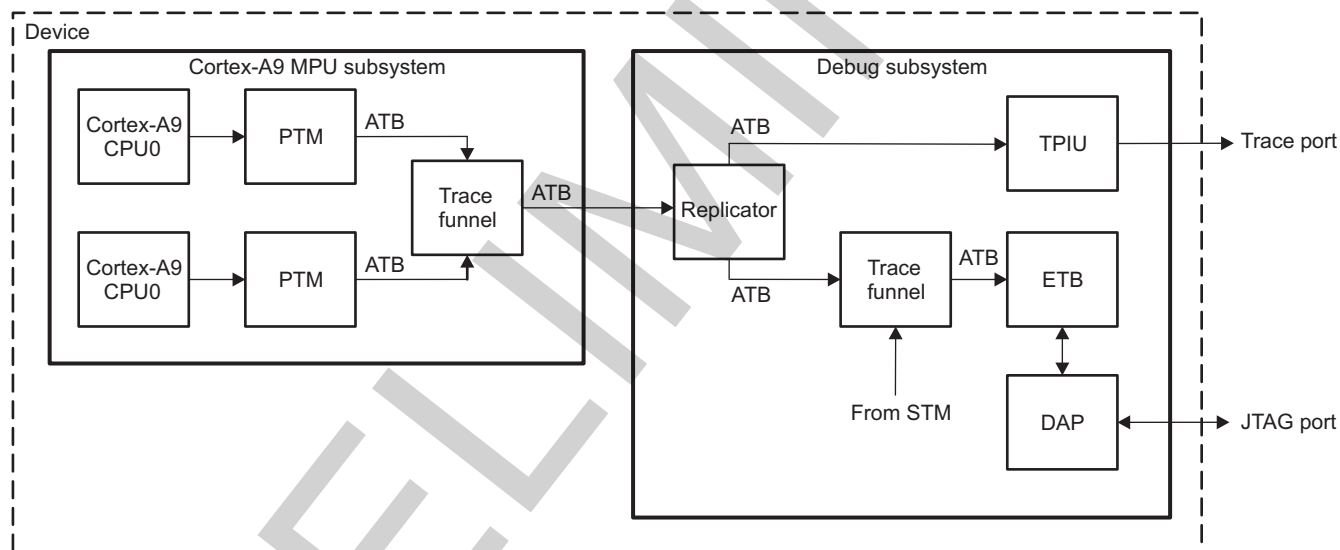 Device
Cortex-A9 MPU subsystem
Debug subsystem
Cortex-A9
CPU0
PTM
ATB
Trace
funnel
ATB
Cortex-A9
CPU0
PTM
ATB
Replicator
ATB
TPIU
Trace port
ATB
Trace
funnel
ATB
ETB
From STM
DAP
JTAG port
ELIMI